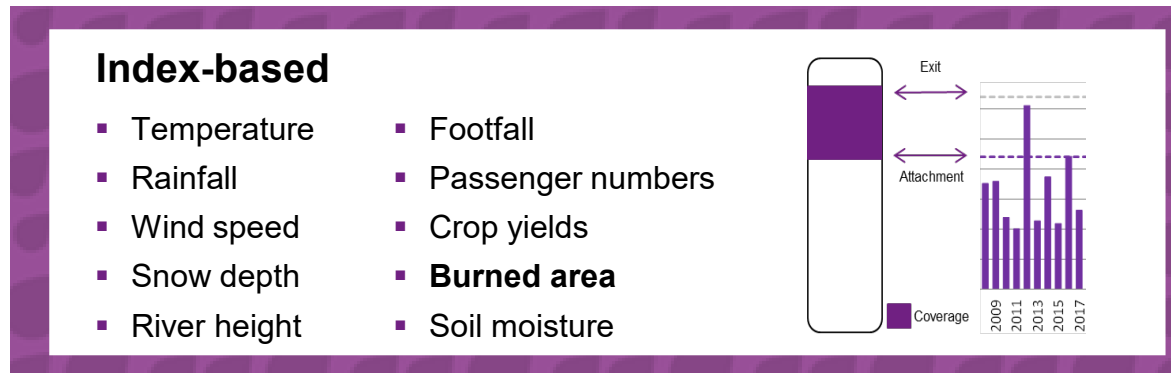 Index-based
▪ Temperature
▪ Rainfall
▪ Wind speed
▪ Snow depth
▪ River height
▪ Footfall
▪ Passenger numbers
▪ Crop yields
▪ Burned area
▪ Soil moisture
Exit
Attachment
Coverage
2009
2011
2013
2015
2017